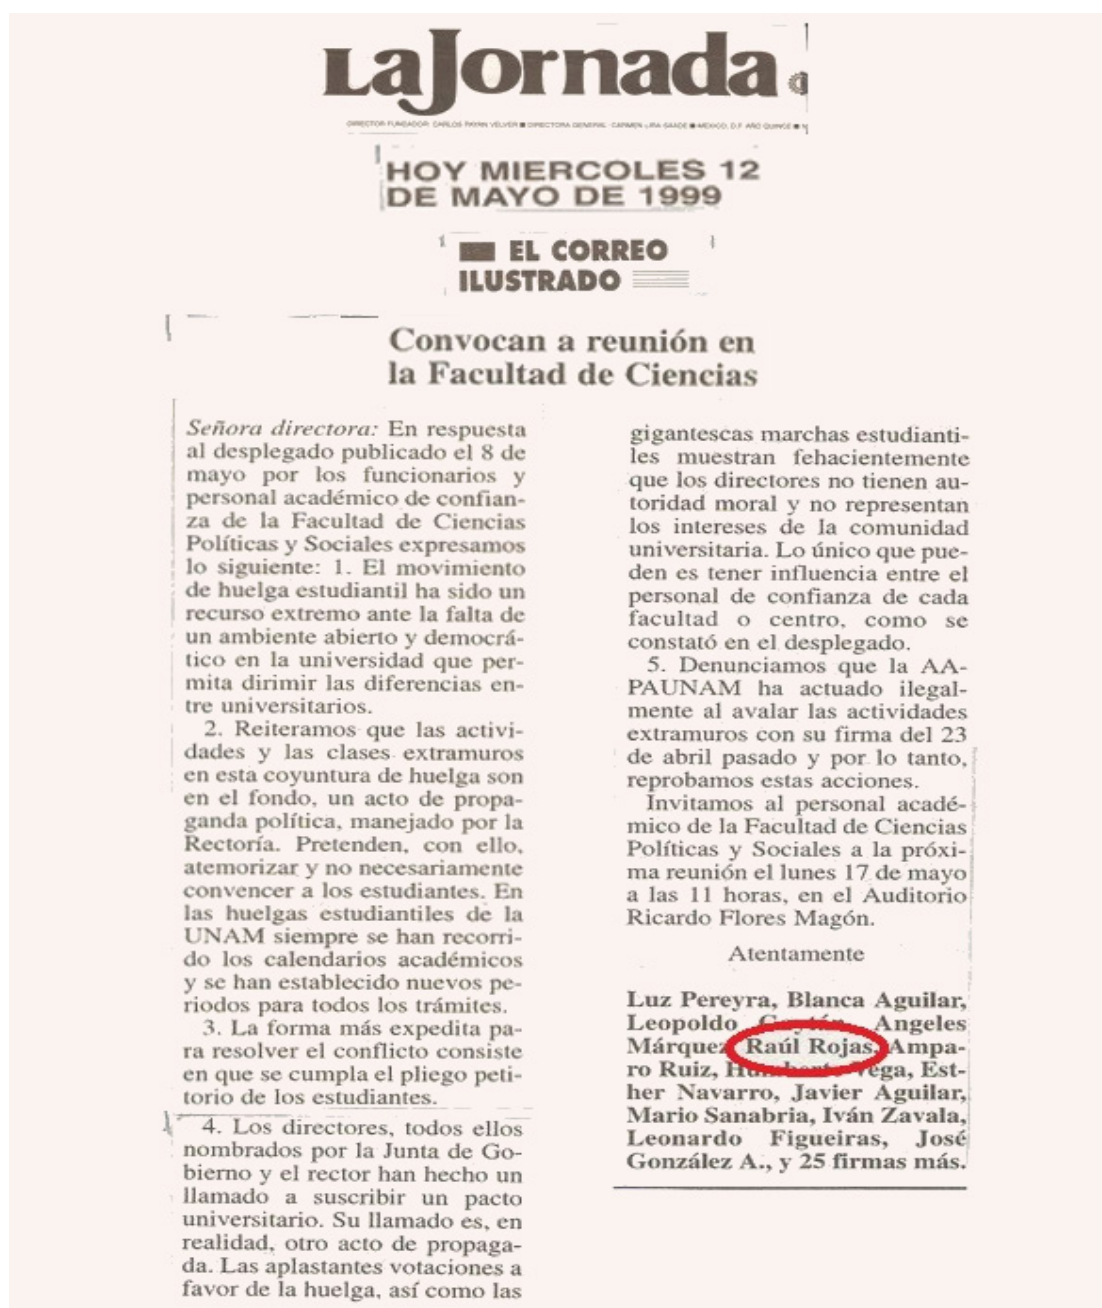 La Jornada
DIRECTOR FUNDADOR: CARLOS PAYAN VELVER ■ DIRECTORA GENERAL: CARMEN LIRA SAADE ■ MEXICO, D.F. AÑO QUINCE ■
HOY MIERCOLES 12
DE MAYO DE 1999
EL CORREO
ILUSTRADO
Convocan a reunión en
la Facultad de Ciencias
Señora directora: En respuesta
al desplegado publicado el 8 de
mayo por los funcionarios y
personal académico de confian-
za de la Facultad de Ciencias
Políticas y Sociales expresamos
lo siguiente: 1. El movimiento
de huelga estudiantil ha sido un
recurso extremo ante la falta de
un ambiente abierto y democrá-
tico en la universidad que per-
mita dirimir las diferencias en-
tre universitarios.
2. Reiteramos que las activi-
dades y las clases extramuros
en esta coyuntura de huelga son
en el fondo, un acto de propa-
ganda política, manejado por la
Rectoría. Pretenden, con ello,
atemorizar y no necesariamente
convencer a los estudiantes. En
las huelgas estudiantiles de la
UNAM siempre se han recorri-
do los calendarios académicos
y se han establecido nuevos pe-
riodos para todos los trámites.
3. La forma más expedita pa-
ra resolver el conflicto consiste
en que se cumpla el pliego peti-
torio de los estudiantes.
4. Los directores, todos ellos
nombrados por la Junta de Go-
bierno y el rector han hecho un
llamado a suscribir un pacto
universitario. Su llamado es, en
realidad, otro acto de propaga-
da. Las aplastantes votaciones a
favor de la huelga, así como las
gigantescas marchas estudianti-
les muestran fehacientemente
que los directores no tienen au-
toridad moral y no representan
los intereses de la comunidad
universitaria. Lo único que pue-
den es tener influencia entre el
personal de confianza de cada
facultad o centro, como se
constató en el desplegado.
5. Denunciamos que la AA-
PAUNAM ha actuado ilegal-
mente al avalar las actividades
extramuros con su firma del 23
de abril pasado y por lo tanto,
reprobamos estas acciones.
Invitamos al personal acadé-
mico de la Facultad de Ciencias
Políticas y Sociales a la próxi-
ma reunión el lunes 17 de mayo
a las 11 horas, en el Auditorio
Ricardo Flores Magón.
Atentamente
Luz Pereyra, Blanca Aguilar,
Leopoldo Gaytán, Angeles
Márquez, Raúl Rojas, Ampa-
ro Ruiz, Humberto Vega, Est-
her Navarro, Javier Aguilar,
Mario Sanabria, Iván Zavala,
Leonardo Figueiras, José
González A., y 25 firmas más.